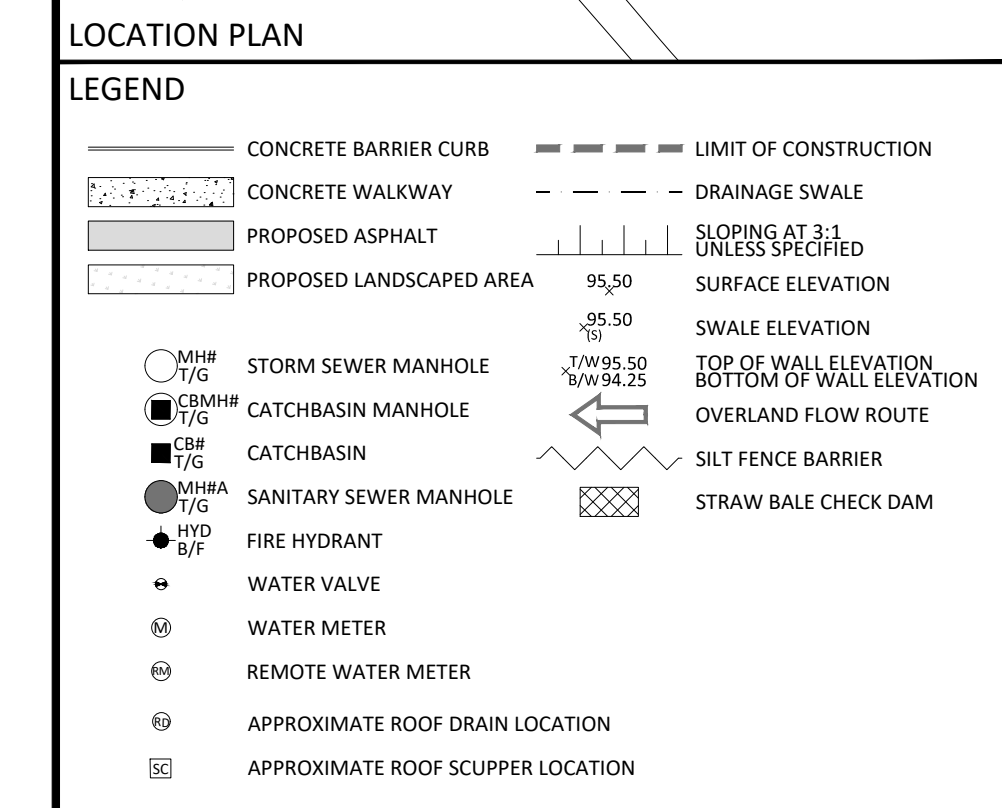 LOCATION PLAN
LEGEND
CONCRETE BARRIER CURB
CONCRETE WALKWAY
PROPOSED ASPHALT
PROPOSED LANDSCAPED AREA
MH#
T/G
STORM SEWER MANHOLE
CBMH#
T/G
CATCHBASIN MANHOLE
CB#
T/G
CATCHBASIN
MH#A
T/G
SANITARY SEWER MANHOLE
HYD
B/F
FIRE HYDRANT
WATER VALVE
M
WATER METER
RM
REMOTE WATER METER
RD
APPROXIMATE ROOF DRAIN LOCATION
SC
APPROXIMATE ROOF SCUPPER LOCATION
LIMIT OF CONSTRUCTION
DRAINAGE SWALE
SLOPING AT 3:1
UNLESS SPECIFIED
95.50
SURFACE ELEVATION
95.50
(S)
SWALE ELEVATION
T/W 95.50
B/W 94.25
TOP OF WALL ELEVATION
BOTTOM OF WALL ELEVATION
OVERLAND FLOW ROUTE
SILT FENCE BARRIER
STRAW BALE CHECK DAM